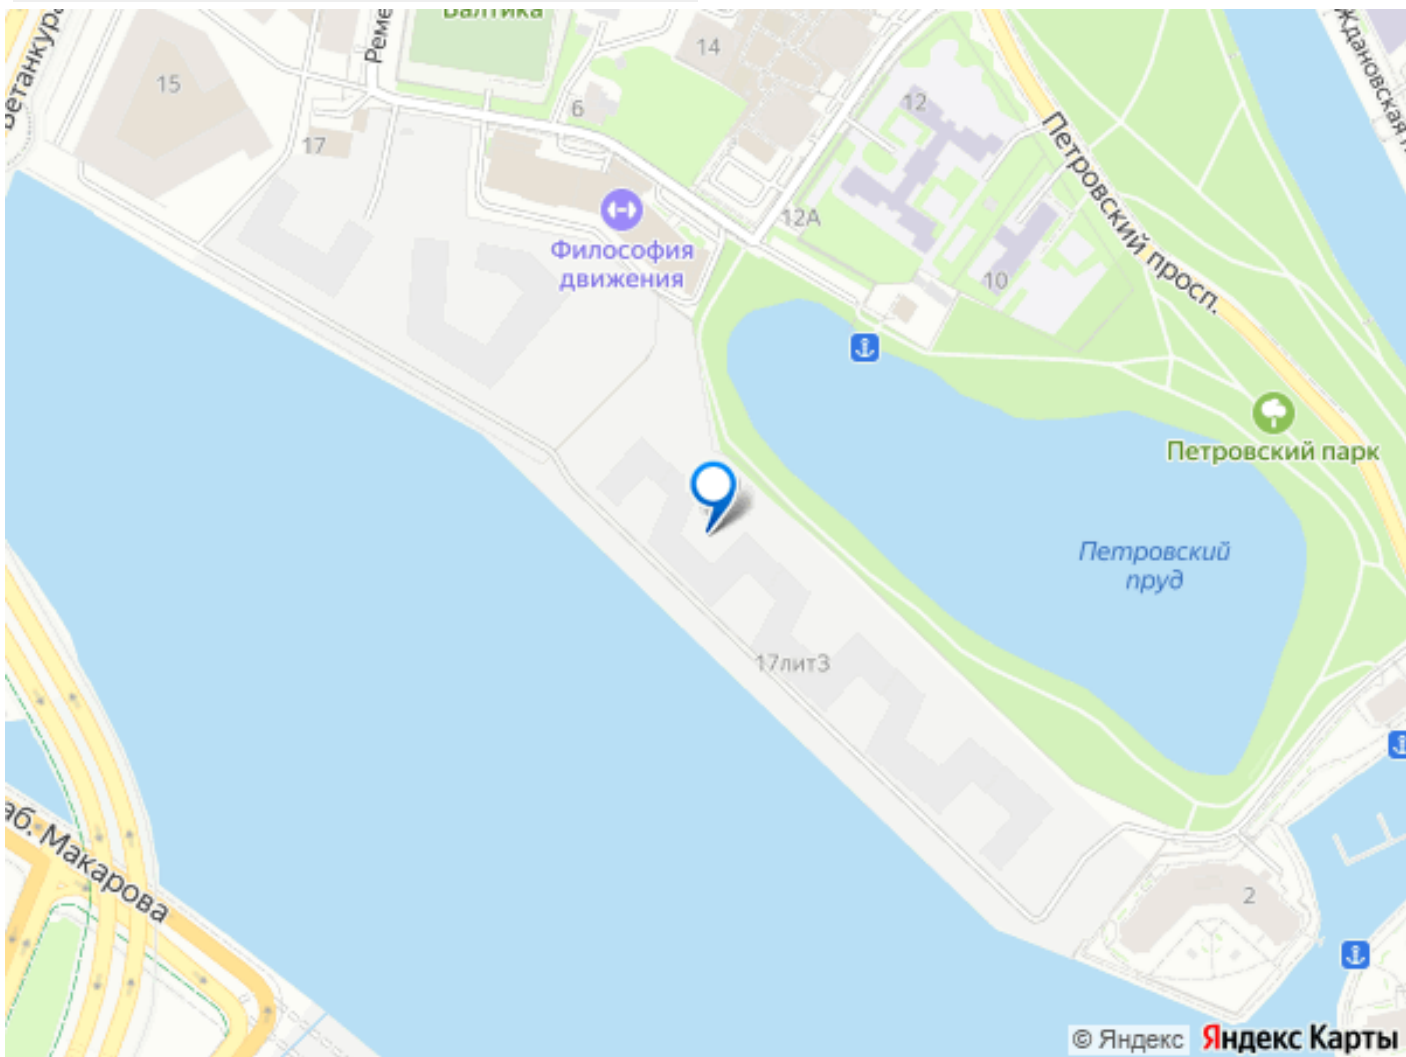 Балтика
Реме
Бетанкура
Ждановская н
14
15
12
6
17
Петровский просп.
12А
Философия
движения
10
Петровский парк
Петровский
пруд
17лит3
наб. Макарова
2
© Яндекс
Яндекс Карты